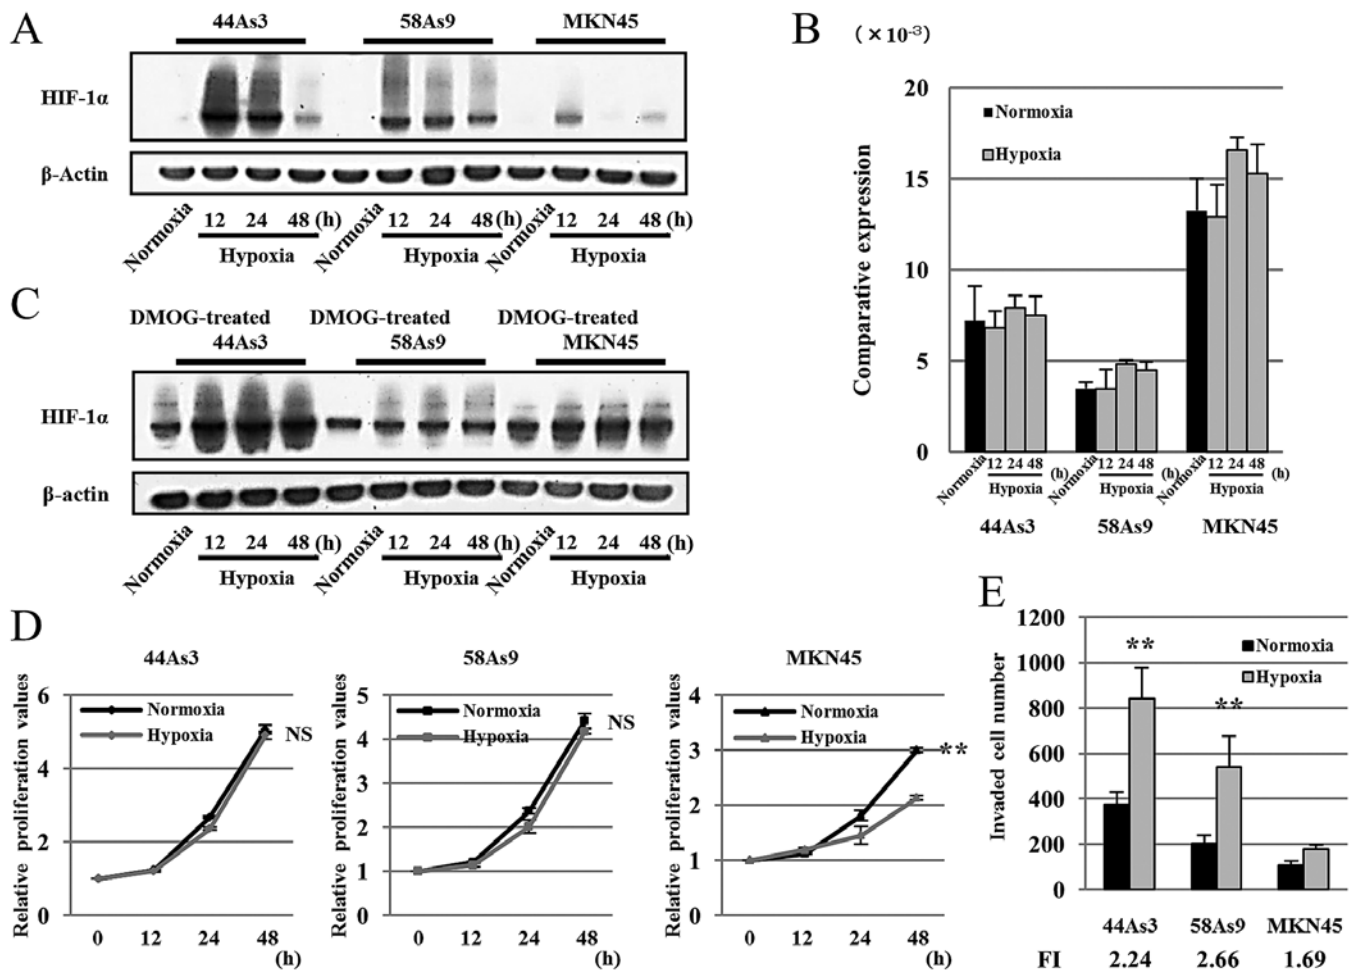 A
44As3
58As9
MKN45
HIF-1α
β-Actin
Normoxia 12 24 48 (h) Normoxia 12 24 48 (h) Normoxia 12 48 (h)
Hypoxia Hypoxia Hypoxia
B
(×10⁻³)
Comparative expression
20
15
10
5
0
Normoxia
Hypoxia
Normoxia 12 24 48 (h) Normoxia 12 24 48 (h) Normoxia 12 24 48 (h)
Hypoxia Hypoxia Hypoxia
44As3 58As9 MKN45
C
DMOG-treated DMOG-treated DMOG-treated
44As3 58As9 MKN45
HIF-1α
β-actin
Normoxia 12 24 48 (h) Normoxia 12 24 48 (h) Normoxia 12 24 48 (h)
Hypoxia Hypoxia Hypoxia
D
44As3
Relative proliferation values
6
4
2
0
Normoxia
Hypoxia
NS
0 12 24 48
(h)
58As9
Relative proliferation values
5
4
3
2
1
0
Normoxia
Hypoxia
NS
0 12 24 48
(h)
MKN45
Relative proliferation values
4
3
2
1
0
Normoxia
Hypoxia
**
0 12 24 48
(h)
E
Invaded cell number
1200
1000
800
600
400
200
0
Normoxia
Hypoxia
**
**
44As3 58As9 MKN45
FI 2.24 2.66 1.69